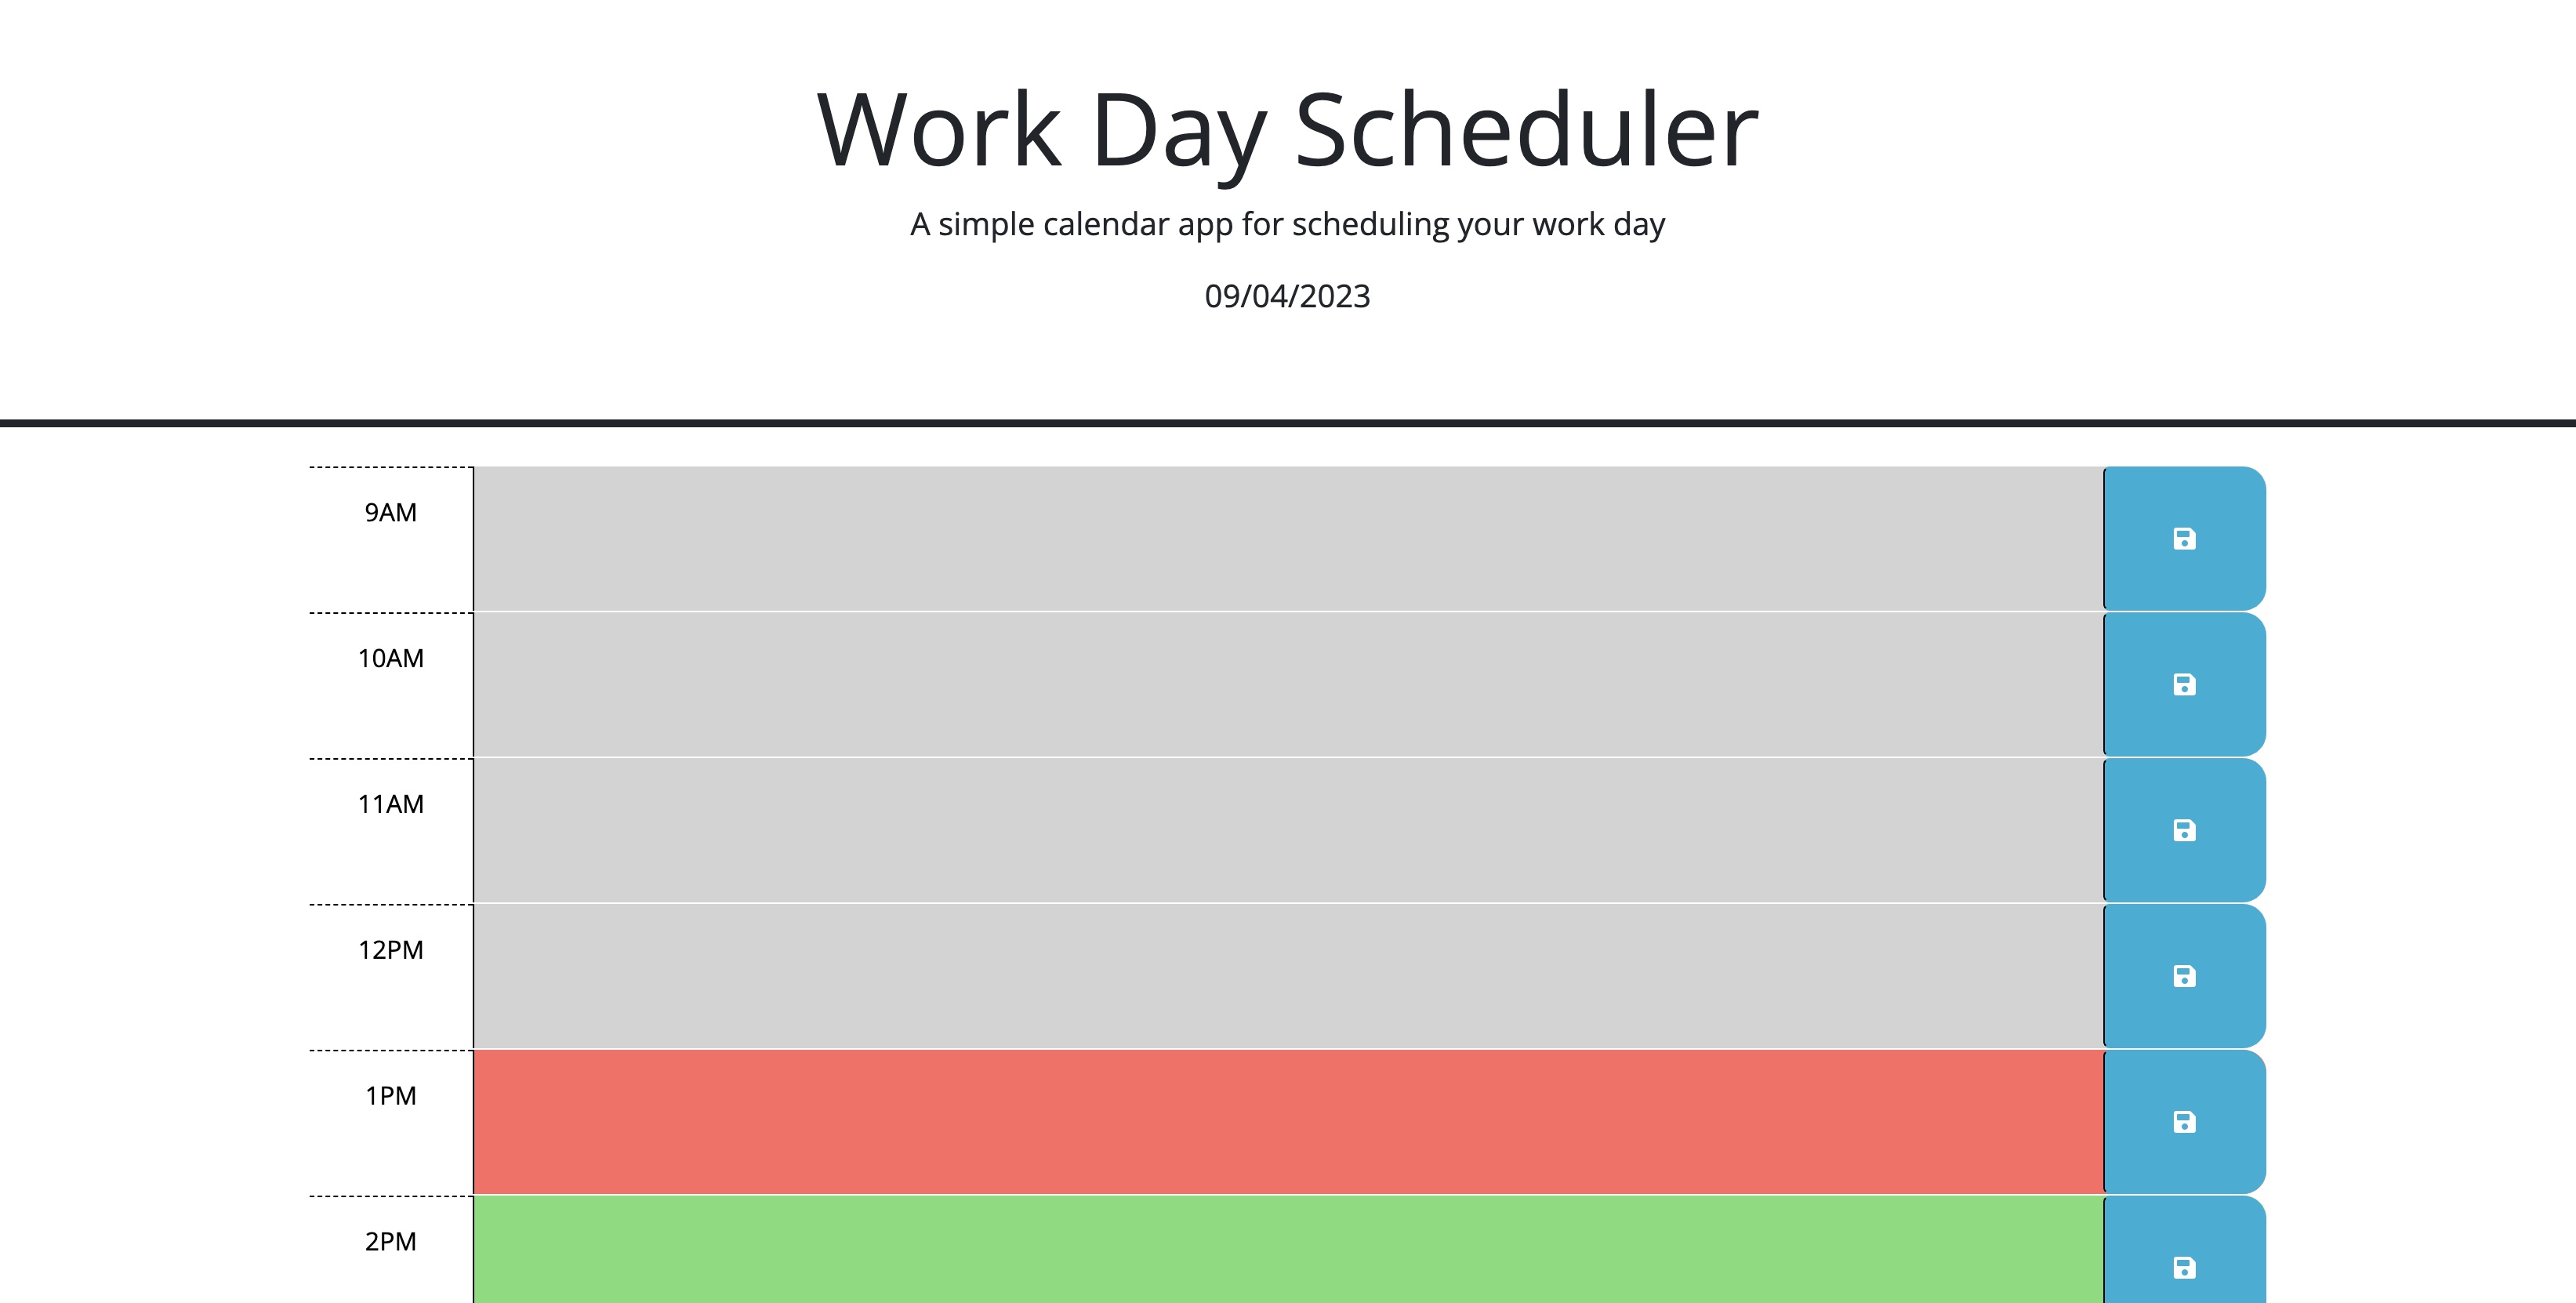 Work Day Scheduler
A simple calendar app for scheduling your work day
09/04/2023
9AM
10AM
11AM
12PM
1PM
2PM